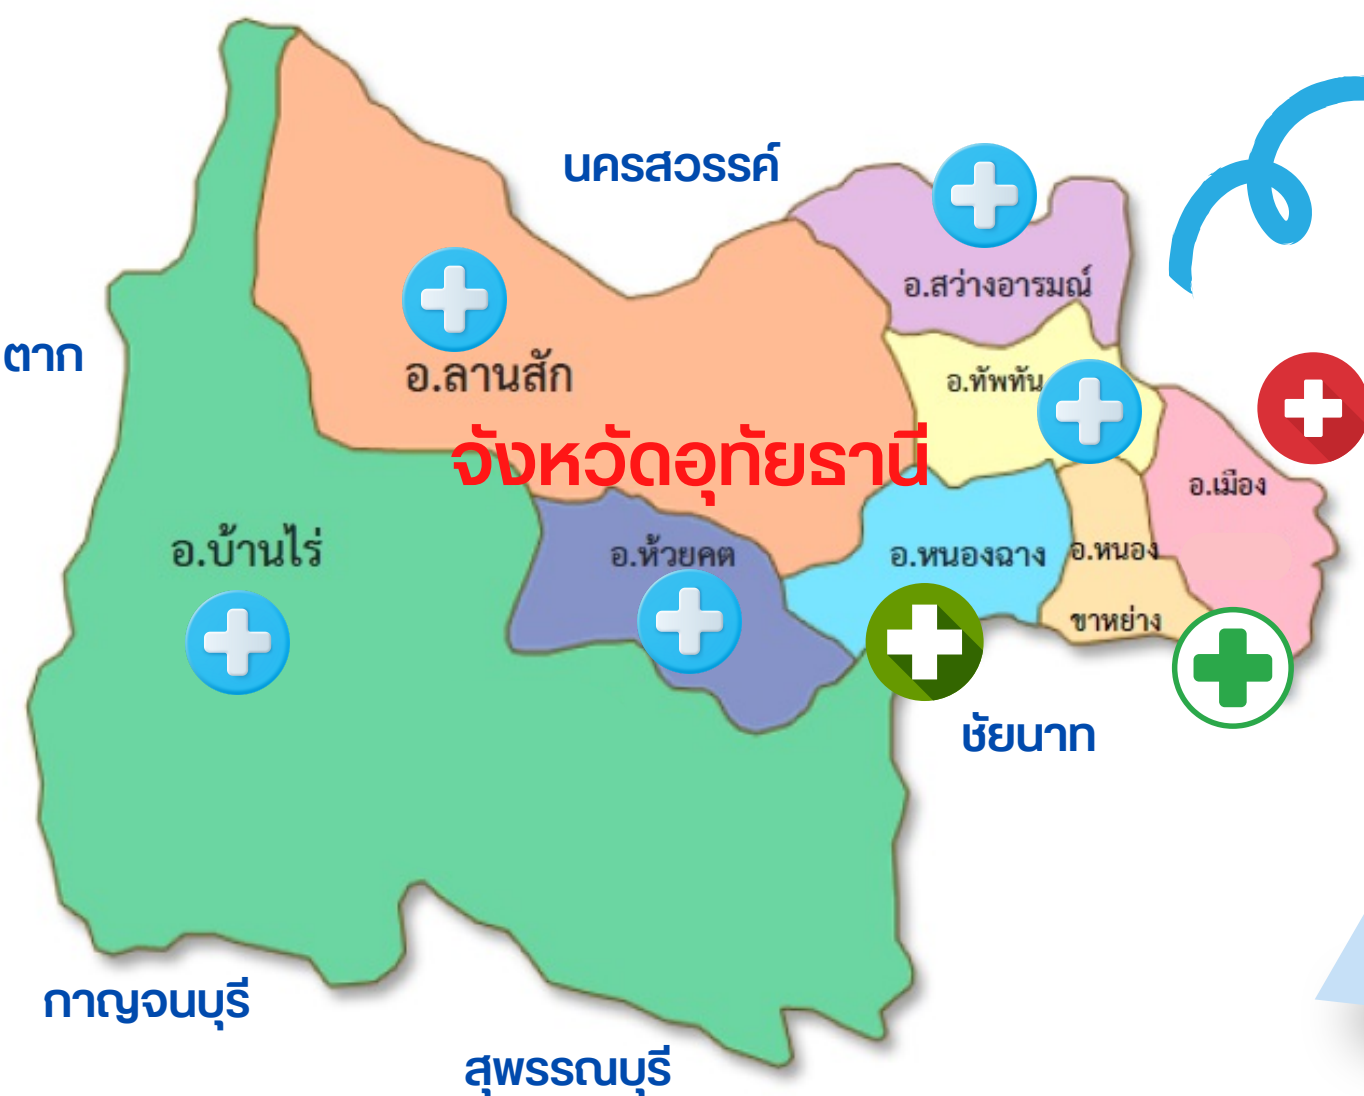 นครสวรรค์
อ.สว่างอารมณ์
ตาก
อ.ลานสัก
อ.ทัพทัน
จังหวัดอุทัยธานี
อ.เมือง
อ.บ้านไร่
อ.ห้วยคต
อ.หนองฉาง
อ.หนอง
ขาหย่าง
ชัยนาท
กาญจนบุรี
สุพรรณบุรี